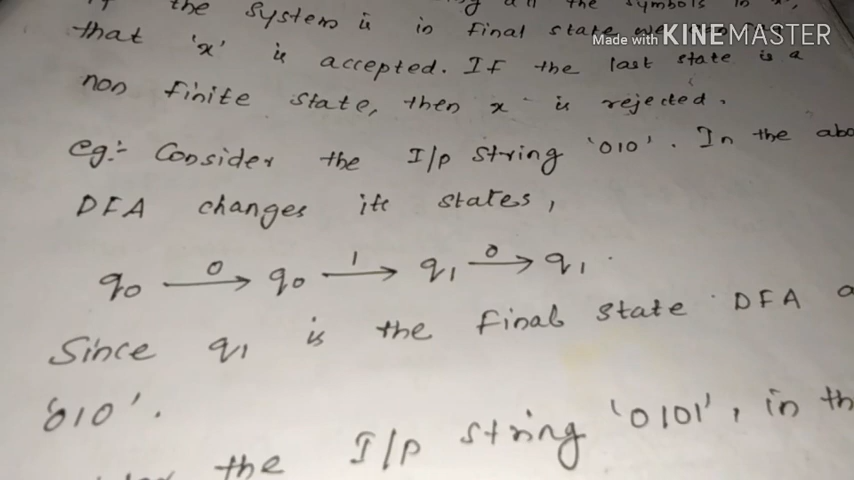 the system is in final state
Made with KINEMASTER
that 'x' is accepted. If the last state is a
non finite state, then x is rejected.
eg:- Consider the I/p string '010'. In the abo
DFA changes its states,
q0 0→ q0 1→ q1 0→ q1.
Since q1 is the final state DFA a
'010'.
the I/p string '0101', in th